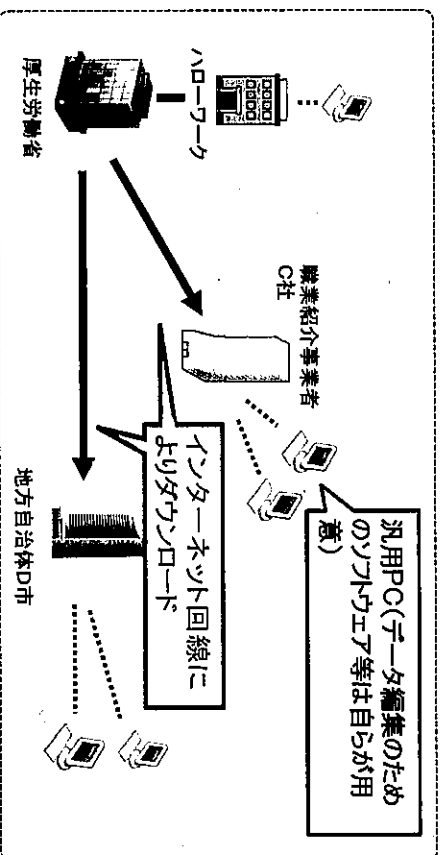 ハローワーク
厚生労働省
職業紹介事業者
C社
汎用PC(データ編集のため
のソフトウェア等は自らが用
意)
インターネット回線に
よりダウンロード
地方自治体D市